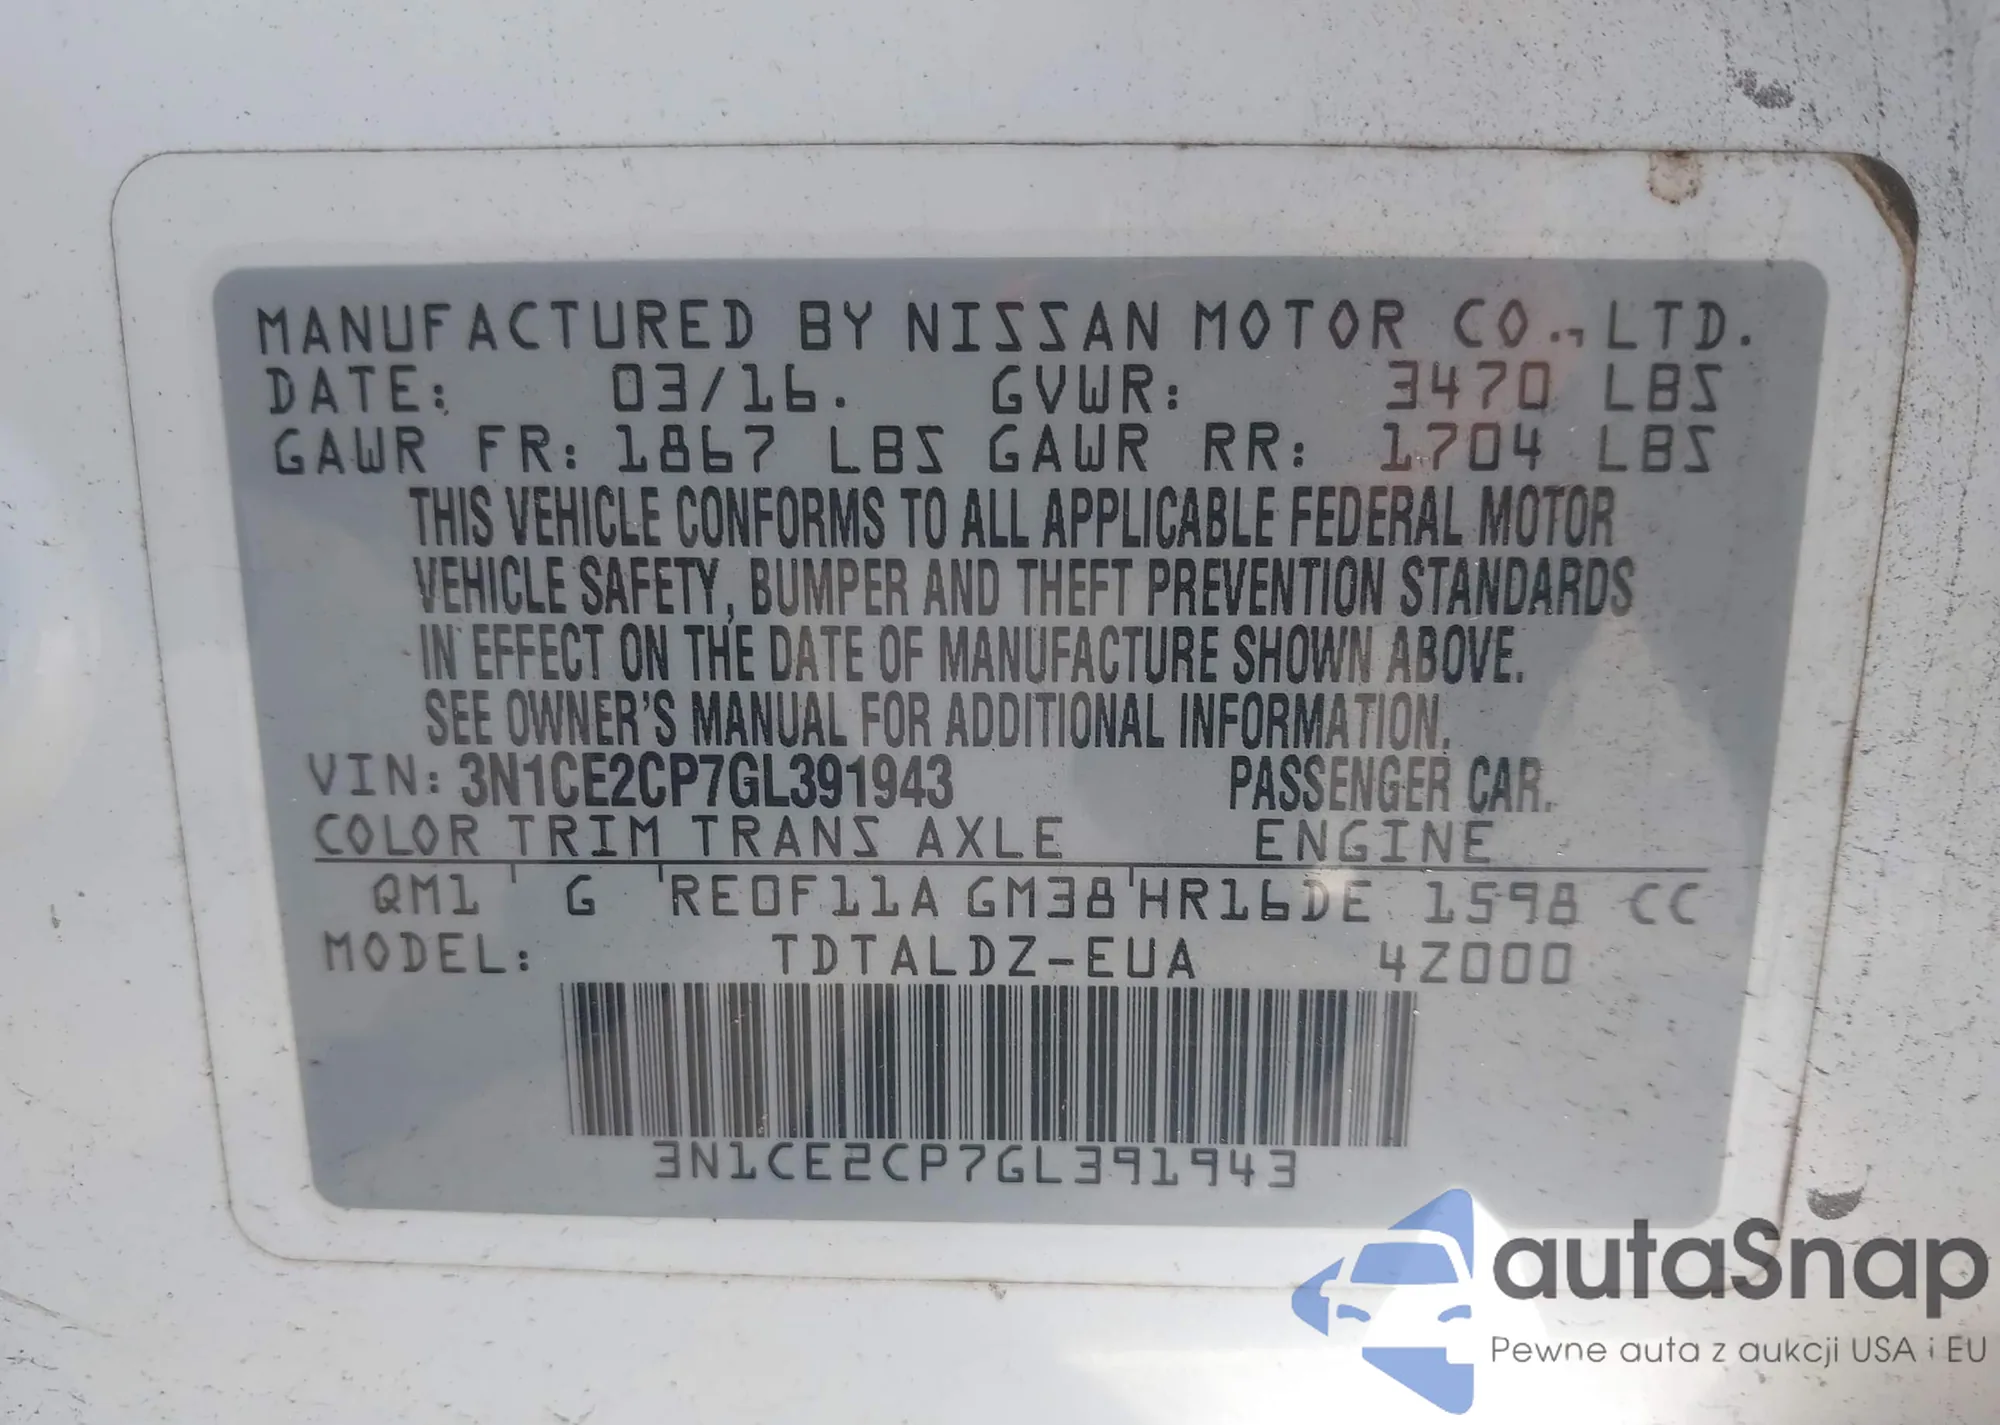 MANUFACTURED BY NISSAN MOTOR CO., LTD.
DATE: 03/16. GVWR: 3470 LBS
GAWR FR: 1867 LBS GAWR RR: 1704 LBS
THIS VEHICLE CONFORMS TO ALL APPLICABLE FEDERAL MOTOR
VEHICLE SAFETY, BUMPER AND THEFT PREVENTION STANDARDS
IN EFFECT ON THE DATE OF MANUFACTURE SHOWN ABOVE.
SEE OWNER'S MANUAL FOR ADDITIONAL INFORMATION.
VIN: 3N1CE2CP7GL391943 PASSENGER CAR.
COLOR TRIM TRANS AXLE ENGINE
QM1 G RE0F11A GM38 HR16DE 1598 CC
MODEL: TDTALDZ-EUA 4Z000
3N1CE2CP7GL391943
autaSnap
Pewne auta z aukcji USA i EU